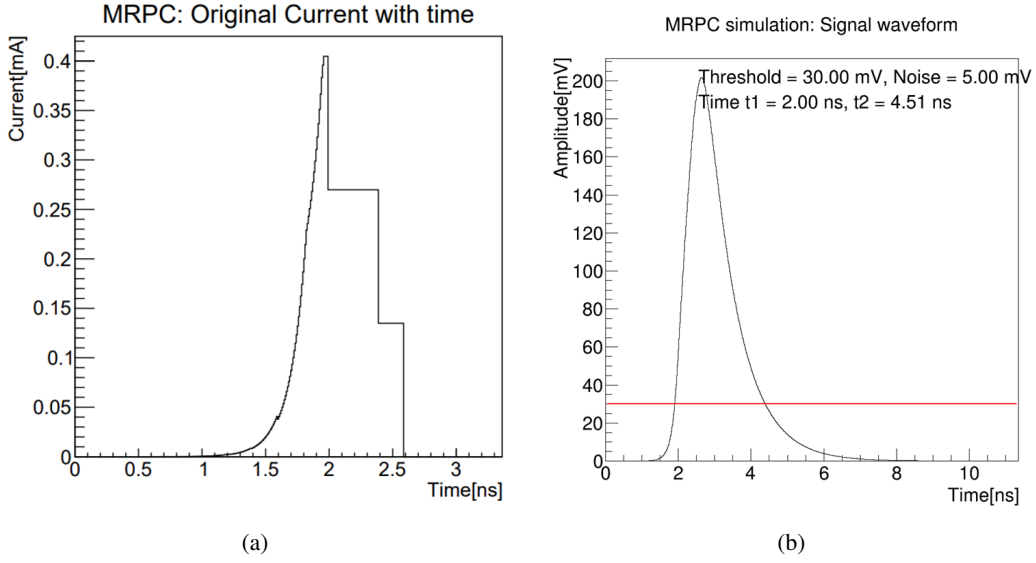 MRPC: Original Current with time
Current[mA]
0.4
0.35
0.3
0.25
0.2
0.15
0.1
0.05
0
0 0.5 1 1.5 2 2.5 3
Time[ns]
(a)
MRPC simulation: Signal waveform
Amplitude[mV]
Threshold = 30.00 mV, Noise = 5.00 mV
Time t1 = 2.00 ns, t2 = 4.51 ns
200
180
160
140
120
100
80
60
40
20
0
0 2 4 6 8 10
Time[ns]
(b)